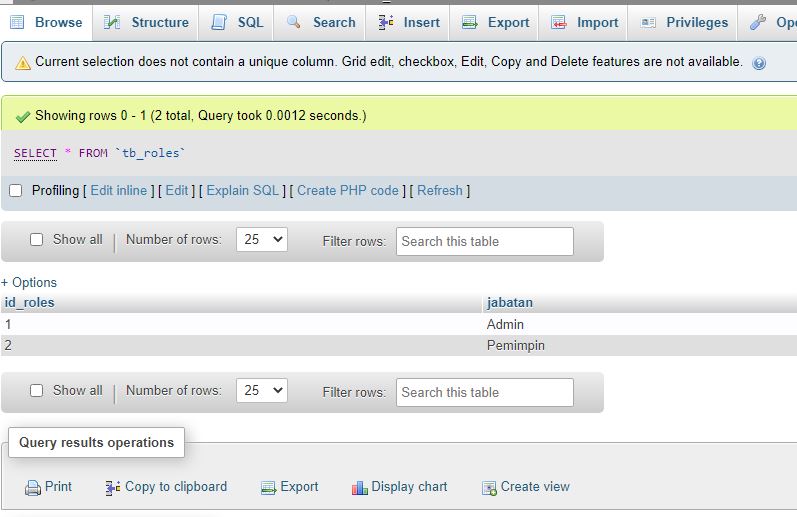 Browse Structure SQL Search Insert Export Import Privileges
Current selection does not contain a unique column. Grid edit, checkbox, Edit, Copy and Delete features are not available.
Showing rows 0 - 1 (2 total, Query took 0.0012 seconds.)
SELECT * FROM `tb_roles`
Profiling [ Edit inline ] [ Edit ] [ Explain SQL ] [ Create PHP code ] [ Refresh ]
Show all | Number of rows: 25 Filter rows: Search this table
+ Options
id_roles jabatan
1 Admin
2 Pemimpin
Show all | Number of rows: 25 Filter rows: Search this table
Query results operations
Print Copy to clipboard Export Display chart Create view